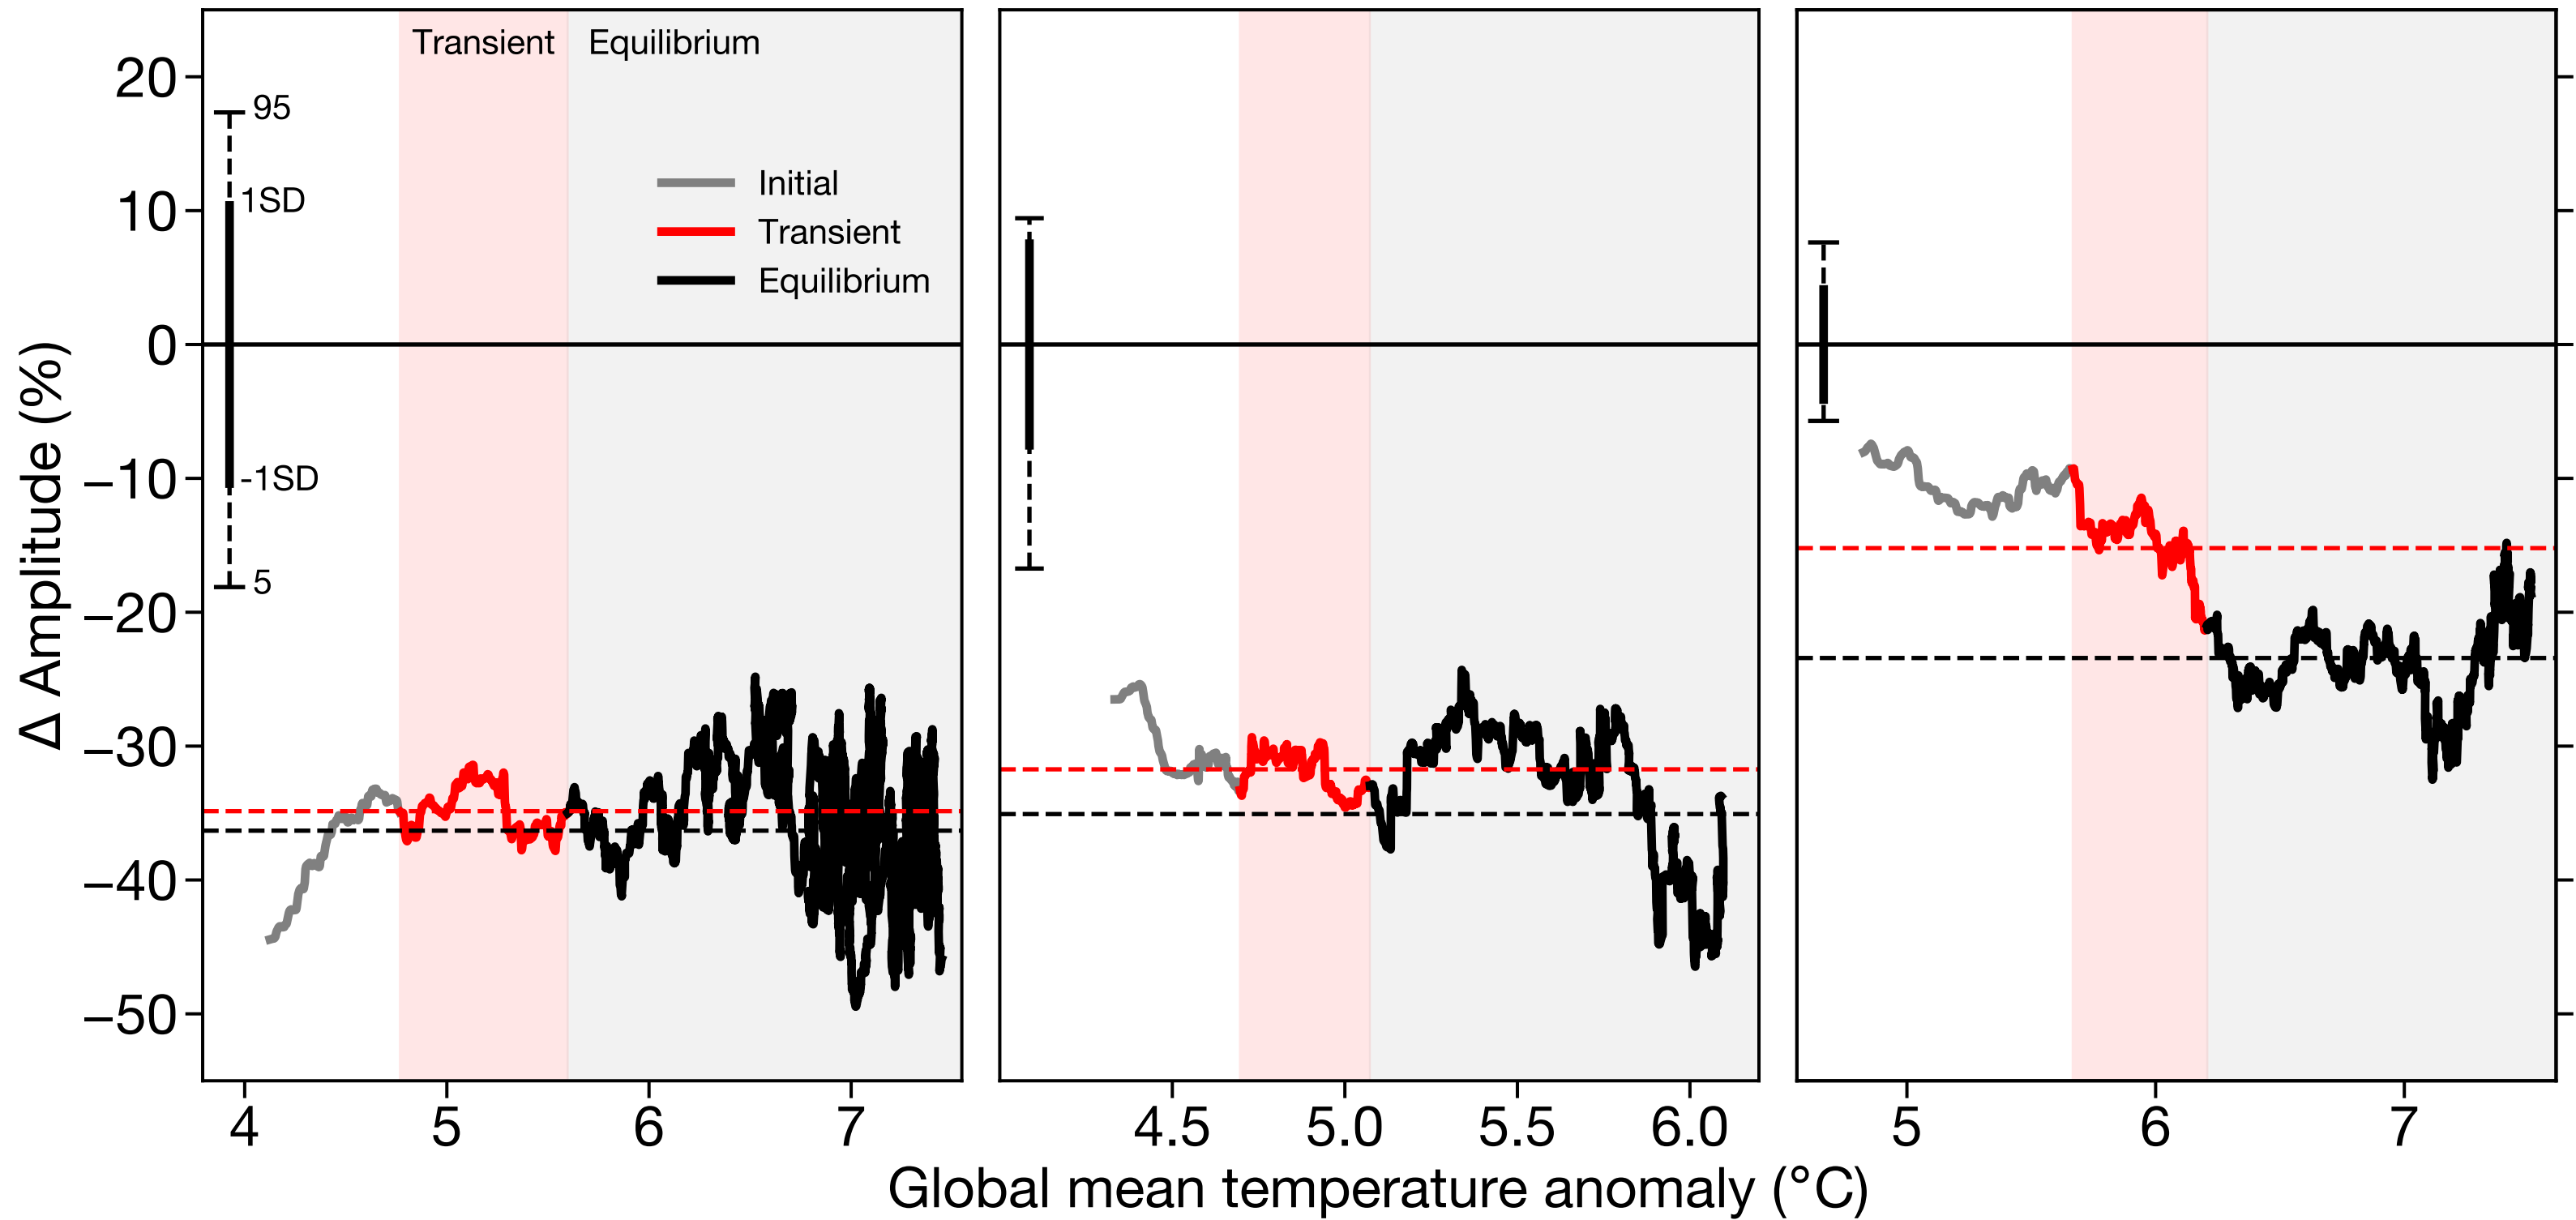 Transient Equilibrium
20
95
1SD
10
Initial
Transient
Equilibrium
0
Δ Amplitude (%)
−10
-1SD
5
−20
−30
−40
−50
4 5 6 7
4.5 5.0 5.5 6.0
5 6 7
Global mean temperature anomaly (°C)